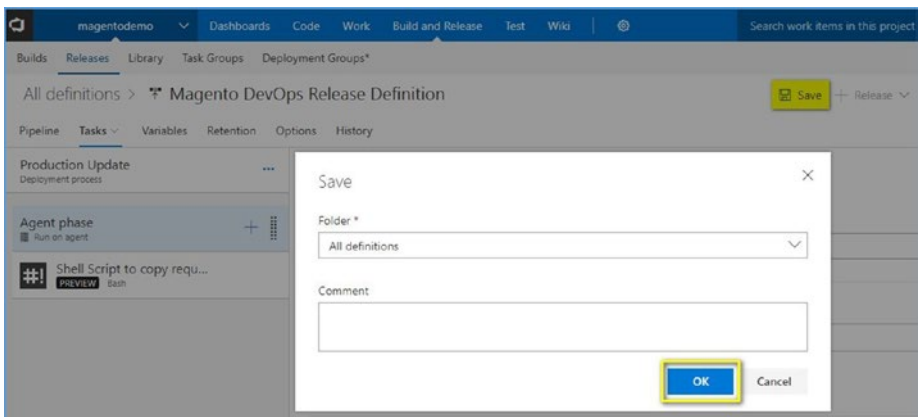 magentodemo Dashboards Code Work Build and Release Test Wiki Search work items in this project
Builds Releases Library Task Groups Deployment Groups*
All definitions > Magento DevOps Release Definition Save + Release
Pipeline Tasks Variables Retention Options History
Production Update ...
Deployment process
Save
Folder *
Agent phase
Run on agent
All definitions
Shell Script to copy requ...
#! PREVIEW Bash
Comment
OK Cancel